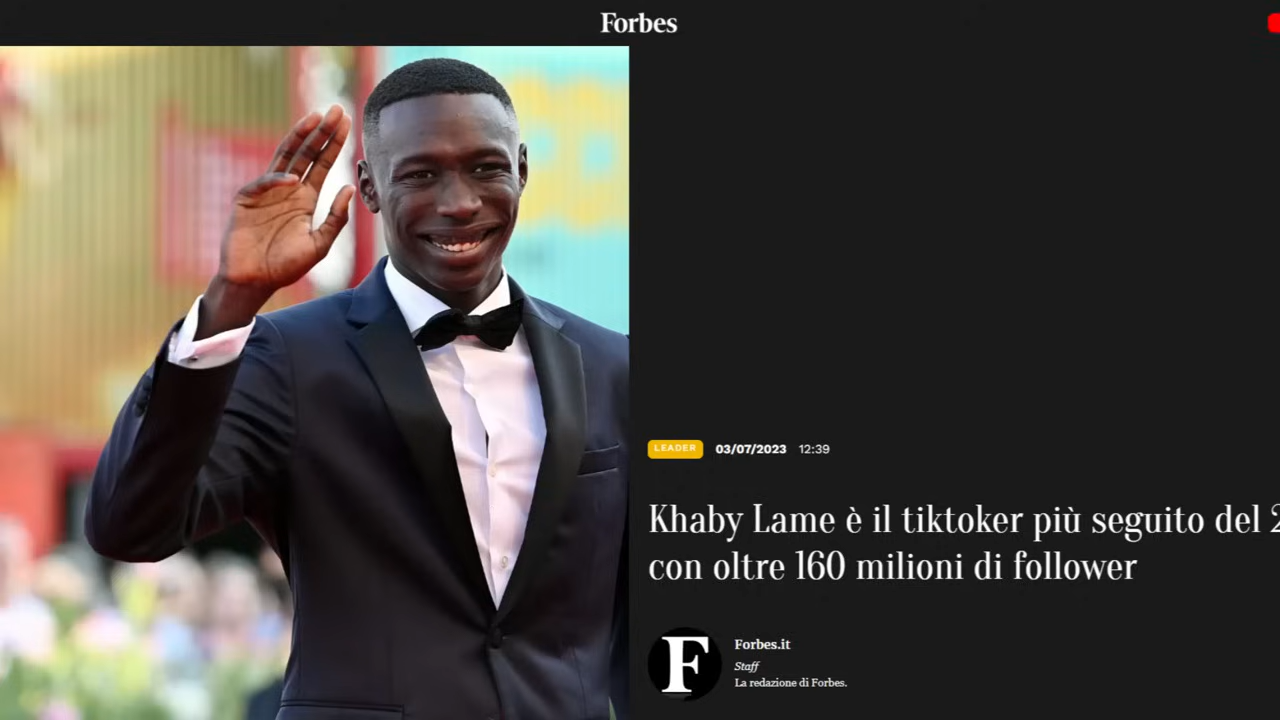 Forbes
LEADER 03/07/2023 12:39
Khaby Lame è il tiktoker più seguito del
con oltre 160 milioni di follower
F
Forbes.it
Staff
La redazione di Forbes.